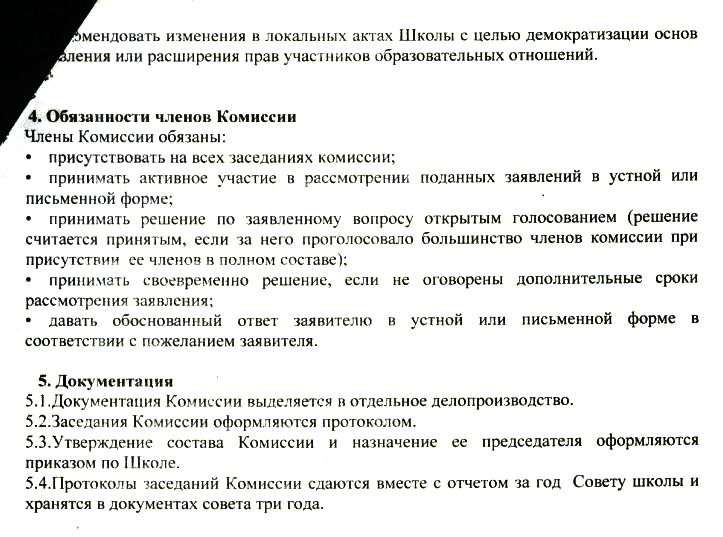 изменения в локальных актах Школы с целью демократизации основ
или расширения прав участников образовательных отношений.
4. Обязанности членов Комиссии
Члены Комиссии обязаны:
• присутствовать на всех заседаниях комиссии;
• принимать активное участие в рассмотрении поданных заявлений в устной или
письменной форме;
• принимать решение по заявленному вопросу открытым голосованием (решение
считается принятым, если за него проголосовало большинство членов комиссии при
присутствии ее членов в полном составе);
• принимать своевременно решение, если не оговорены дополнительные сроки
рассмотрения заявления;
• давать обоснованный ответ заявителю в устной или письменной форме в
соответствии с пожеланием заявителя.
5. Документация
5.1.Документация Комиссии выделяется в отдельное делопроизводство.
5.2.Заседания Комиссии оформляются протоколом.
5.3.Утверждение состава Комиссии и назначение ее председателя оформляются
приказом по Школе.
5.4.Протоколы заседаний Комиссии сдаются вместе с отчетом за год Совету школы и
хранятся в документах совета три года.